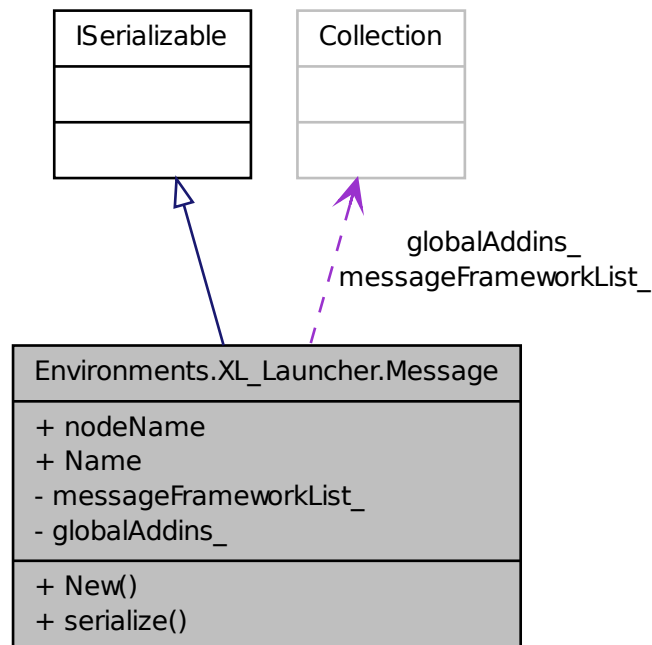 ISerializable
Collection
globalAddins_
messageFrameworkList_
Environments.XL_Launcher.Message
+ nodeName
+ Name
- messageFrameworkList_
- globalAddins_
+ New()
+ serialize()